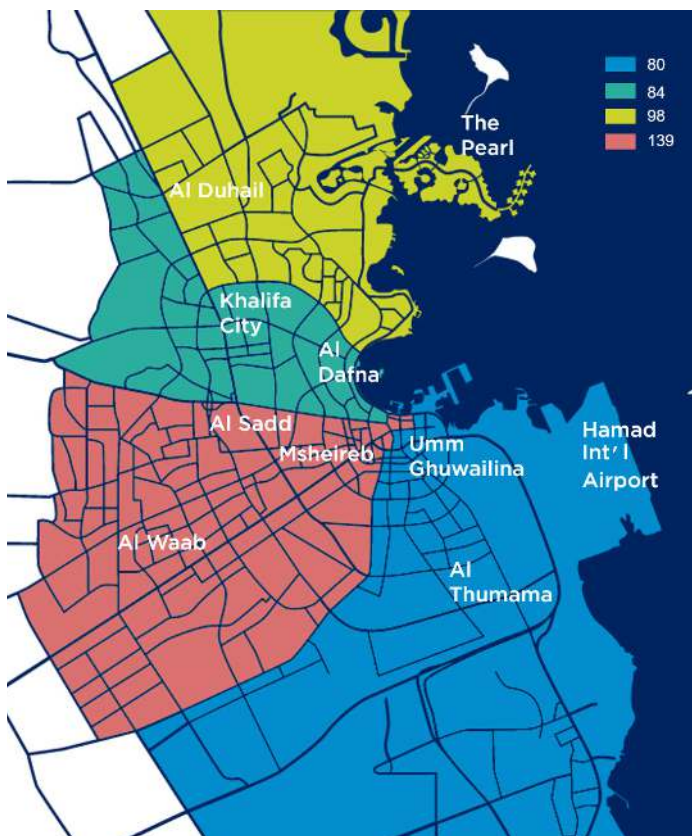 80
84
98
139
The
Pearl
Al Duhail
Khalifa
City
Al
Dafna
Al Sadd
Msheireb
Umm
Ghuwailina
Hamad
Int'l
Airport
Al Waab
Al
Thumama